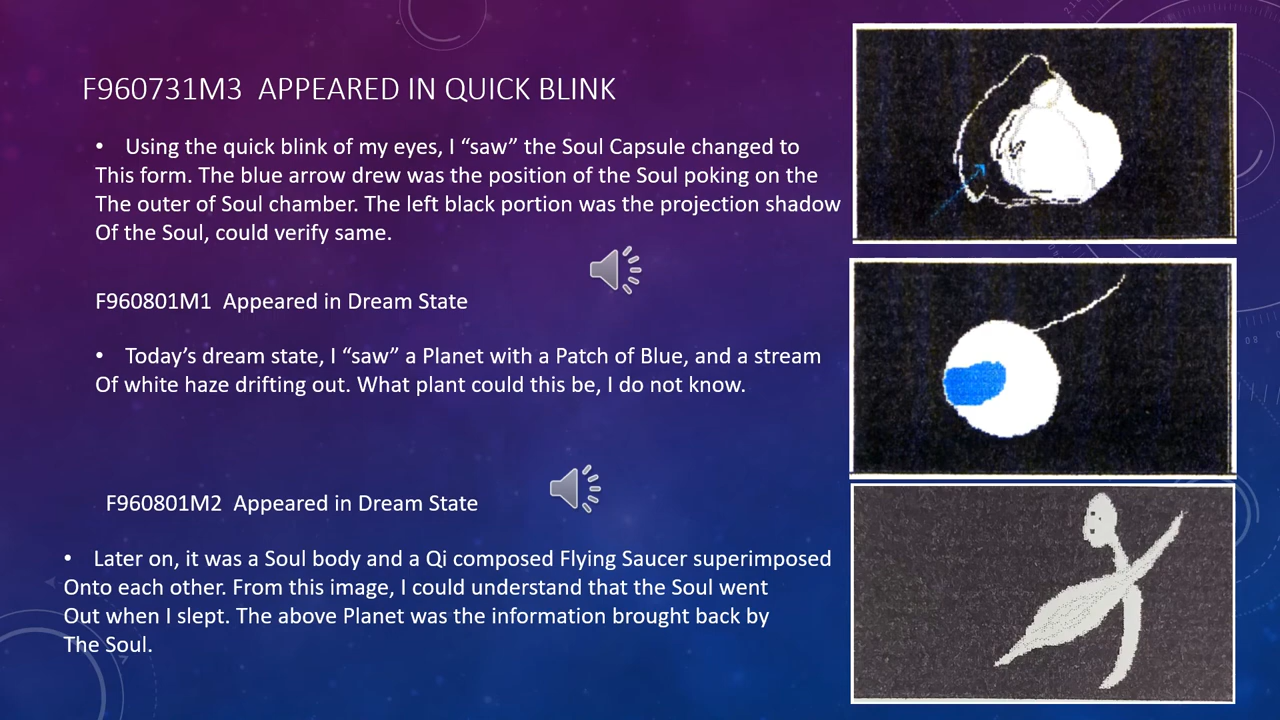 F960731M3 APPEARED IN QUICK BLINK
• Using the quick blink of my eyes, I “saw” the Soul Capsule changed to
This form. The blue arrow drew was the position of the Soul poking on the
The outer of Soul chamber. The left black portion was the projection shadow
Of the Soul, could verify same.
F960801M1 Appeared in Dream State
• Today’s dream state, I “saw” a Planet with a Patch of Blue, and a stream
Of white haze drifting out. What plant could this be, I do not know.
F960801M2 Appeared in Dream State
• Later on, it was a Soul body and a Qi composed Flying Saucer superimposed
Onto each other. From this image, I could understand that the Soul went
Out when I slept. The above Planet was the information brought back by
The Soul.